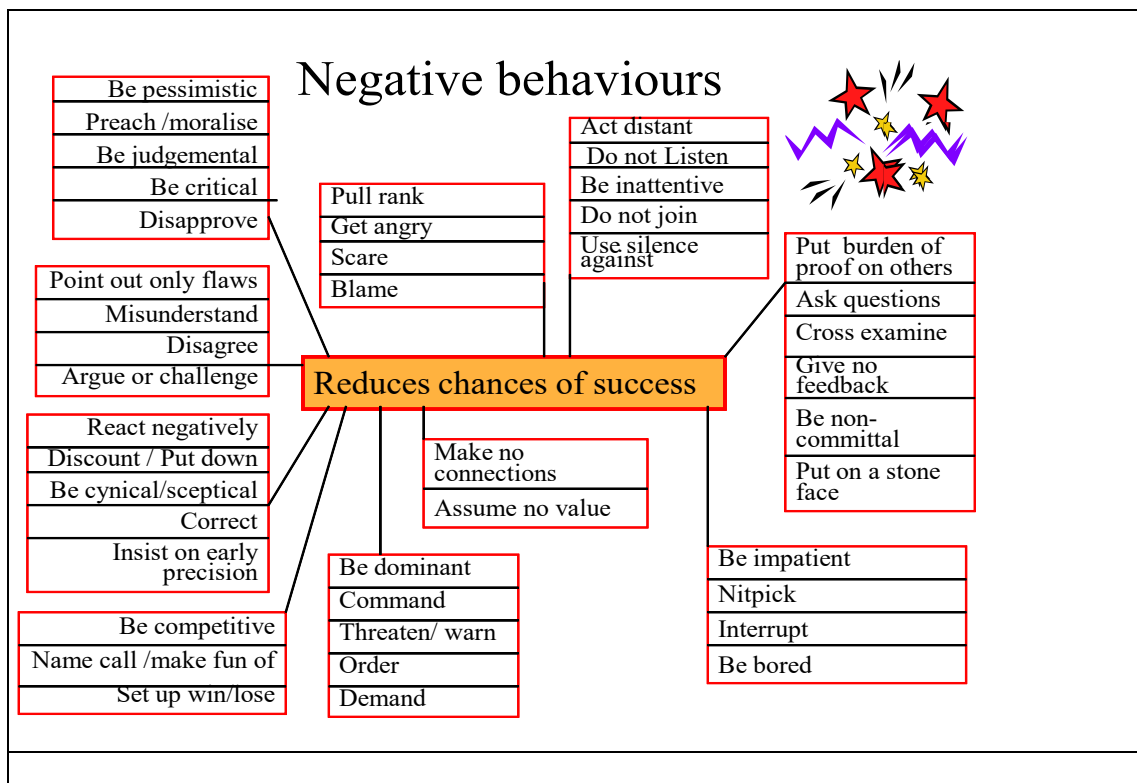 Negative behaviours
Be pessimistic
Preach /moralise
Be judgemental
Be critical
Disapprove
Pull rank
Get angry
Scare
Blame
Act distant
Do not Listen
Be inattentive
Do not join
Use silence
against
Put burden of
proof on others
Ask questions
Cross examine
Give no
feedback
Be non-
committal
Put on a stone
face
Point out only flaws
Misunderstand
Disagree
Argue or challenge
Reduces chances of success
React negatively
Discount / Put down
Be cynical/sceptical
Correct
Insist on early
precision
Make no
connections
Assume no value
Be competitive
Name call /make fun of
Set up win/lose
Be dominant
Command
Threaten/ warn
Order
Demand
Be impatient
Nitpick
Interrupt
Be bored